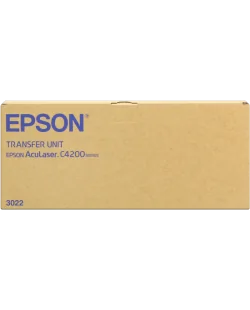 EPSON
TRANSFER UNIT
EPSON AcuLaser C4200 SERIES
3022